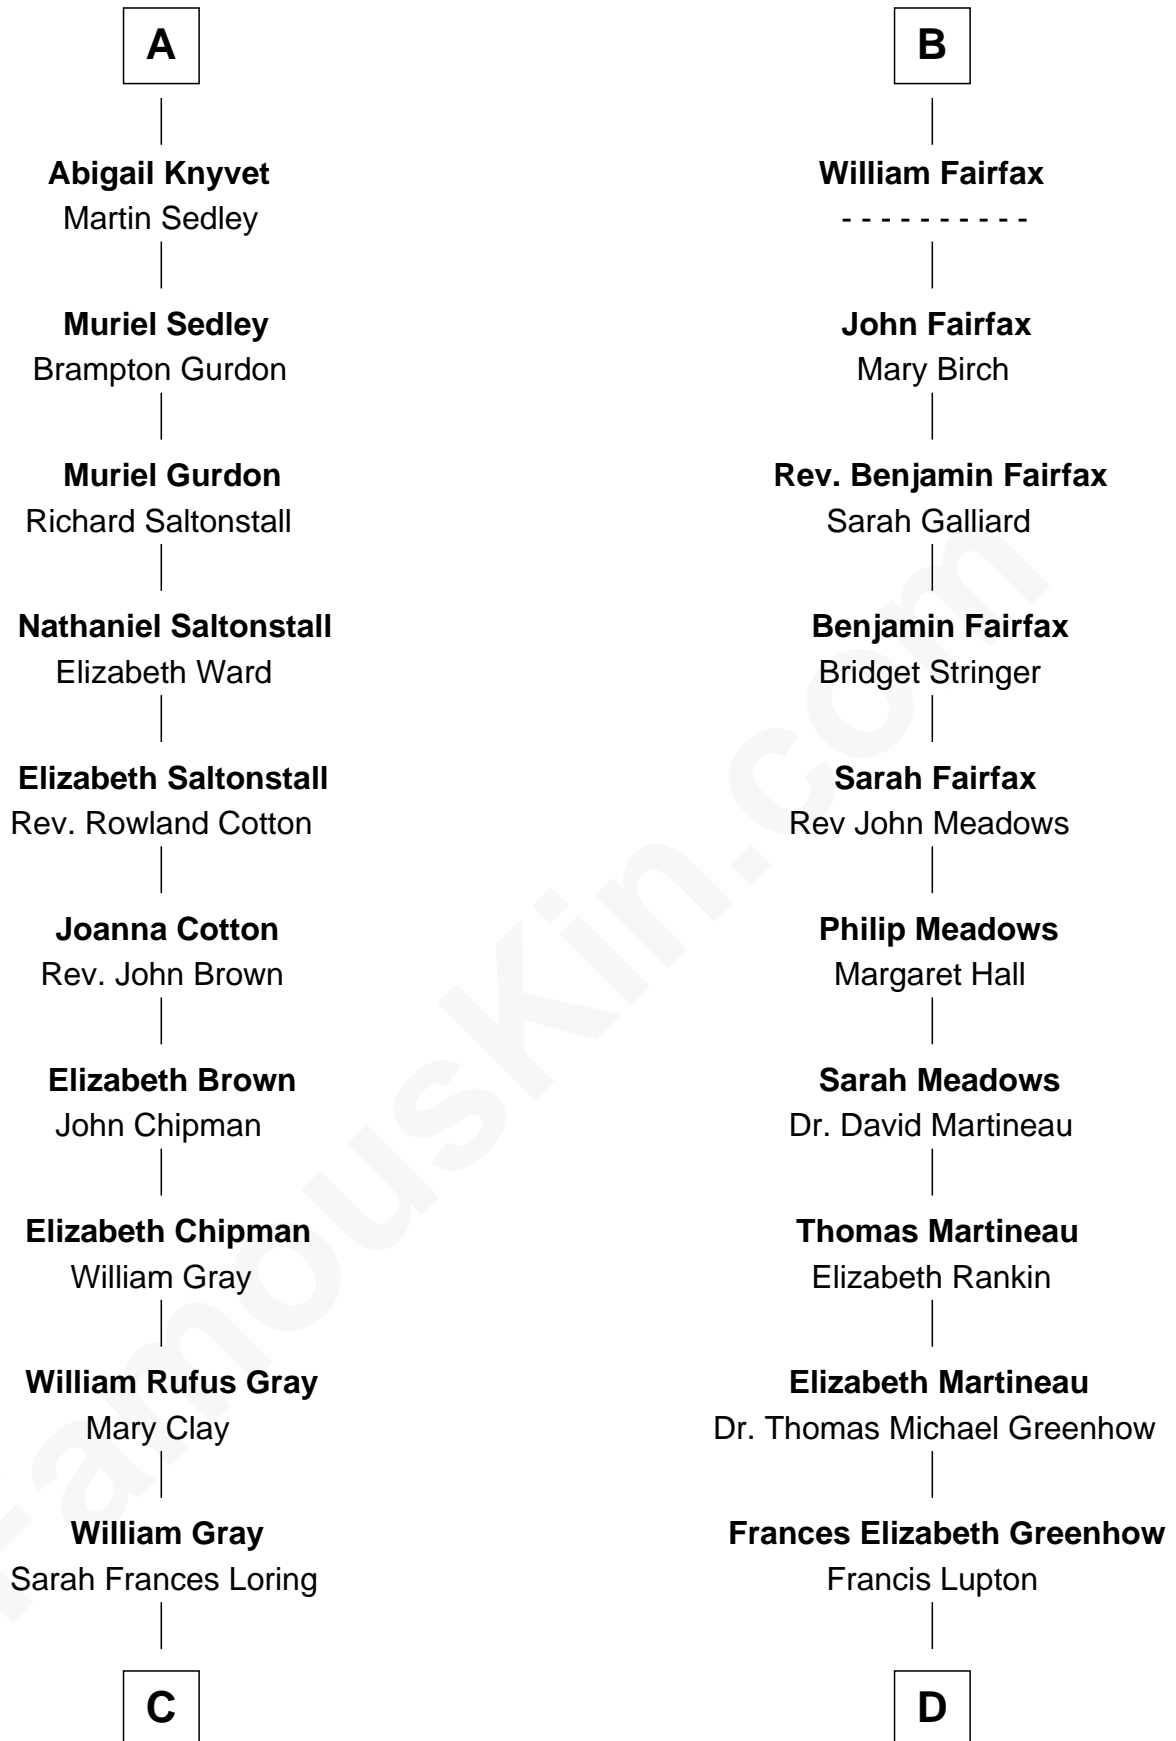 A
Abigail Knyvet
Martin Sedley
Muriel Sedley
Brampton Gurdon
Muriel Gurdon
Richard Saltonstall
Nathaniel Saltonstall
Elizabeth Ward
Elizabeth Saltonstall
Rev. Rowland Cotton
Joanna Cotton
Rev. John Brown
Elizabeth Brown
John Chipman
Elizabeth Chipman
William Gray
William Rufus Gray
Mary Clay
William Gray
Sarah Frances Loring
C
B
William Fairfax
- - - - - - - - - -
John Fairfax
Mary Birch
Rev. Benjamin Fairfax
Sarah Galliard
Benjamin Fairfax
Bridget Stringer
Sarah Fairfax
Rev John Meadows
Philip Meadows
Margaret Hall
Sarah Meadows
Dr. David Martineau
Thomas Martineau
Elizabeth Rankin
Elizabeth Martineau
Dr. Thomas Michael Greenhow
Frances Elizabeth Greenhow
Francis Lupton
D
FamousKin.com